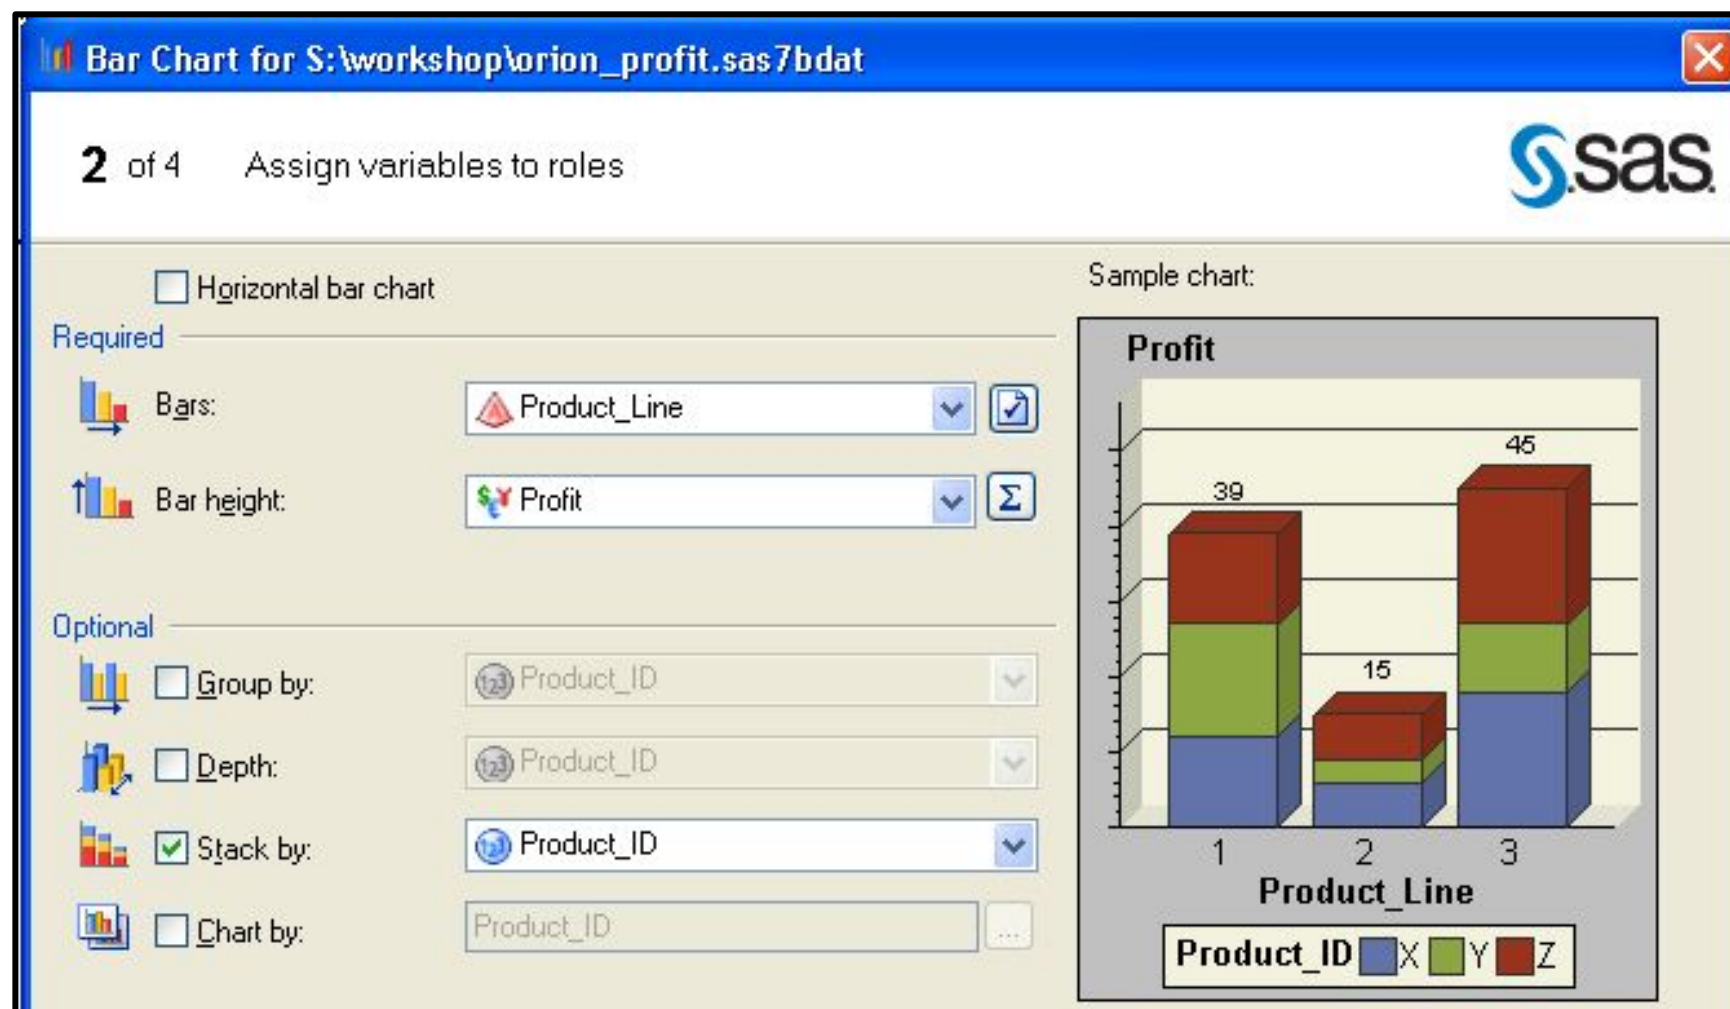 Bar Chart for S:\workshop\orion_profit.sas7bdat
2 of 4 Assign variables to roles
sas
Horizontal bar chart
Required
Bars: Product_Line
Bar height: Profit
Σ
Optional
Group by: Product_ID
Depth: Product_ID
Stack by: Product_ID
Chart by: Product_ID ...
Sample chart:
Profit
39 15 45
1 2 3
Product_Line
Product_ID X Y Z